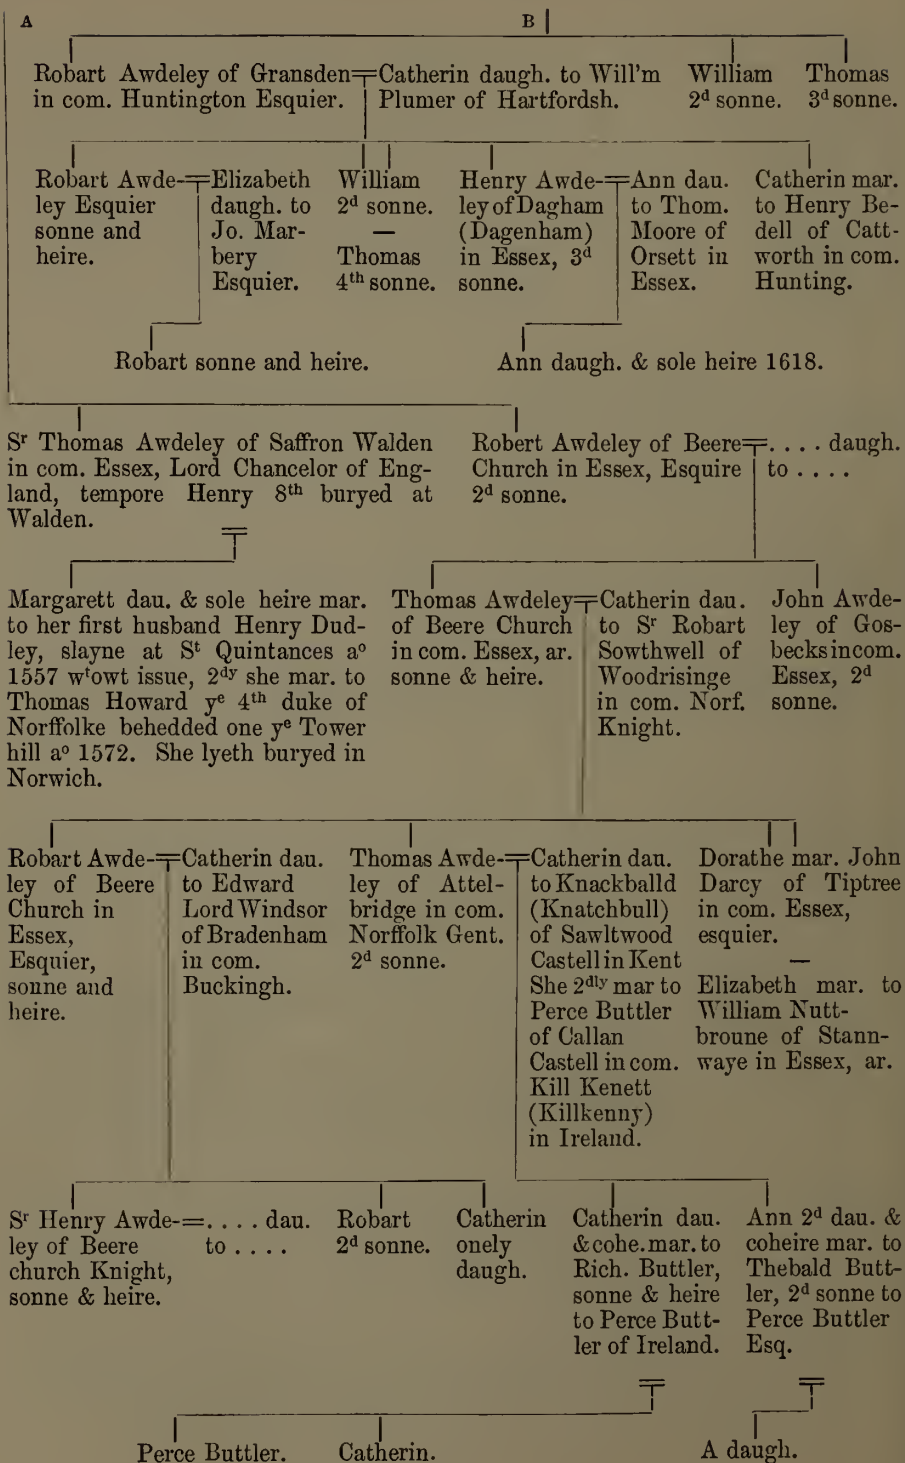 A B
Robart Awdeley of Gransden
in com. Huntington Esquier.
Catherin daugh. to Will'm
Plumer of Hartfordsh.
William
2d sonne.
Thomas
3d sonne.
Robart Awde-
ley Esquier
sonne and
heire.
Elizabeth
daugh. to
Jo. Mar-
bery
Esquier.
William
2d sonne.
—
Thomas
4th sonne.
Henry Awde-
ley of Dagham
(Dagenham)
in Essex, 3d
sonne.
Ann dau.
to Thom.
Moore of
Orsett in
Essex.
Catherin mar.
to Henry Be-
dell of Catt-
worth in com.
Hunting.
Robart sonne and heire.
Ann daugh. & sole heire 1618.
Sr Thomas Awdeley of Saffron Walden
in com. Essex, Lord Chancelor of Eng-
land, tempore Henry 8th buryed at
Walden.
Robert Awdeley of Beere
Church in Essex, Esquire
2d sonne.
. . . . daugh.
to . . . .
Margarett dau. & sole heire mar.
to her first husband Henry Dud-
ley, slayne at St Quintances ao
1557 wtowt issue, 2dy she mar. to
Thomas Howard ye 4th duke of
Norffolke behedded one ye Tower
hill ao 1572. She lyeth buryed in
Norwich.
Thomas Awdeley
of Beere Church
in com. Essex, ar.
sonne & heire.
Catherin dau.
to Sr Robart
Sowthwell of
Woodrisinge
in com. Norf.
Knight.
John Awde-
ley of Gos-
becks in com.
Essex, 2d
sonne.
Robart Awde-
ley of Beere
Church in
Essex,
Esquier,
sonne and
heire.
Catherin dau.
to Edward
Lord Windsor
of Bradenham
in com.
Buckingh.
Thomas Awde-
ley of Attel-
bridge in com.
Norffolk Gent.
2d sonne.
Catherin dau.
to Knackballd
(Knatchbull)
of Sawltwood
Castell in Kent
She 2dly mar to
Perce Buttler
of Callan
Castell in com.
Kill Kenett
(Killkenny)
in Ireland.
Dorathe mar. John
Darcy of Tiptree
in com. Essex,
esquier.
—
Elizabeth mar. to
William Nutt-
broune of Stann-
waye in Essex, ar.
Sr Henry Awde-
ley of Beere
church Knight,
sonne & heire.
. . . . dau.
to . . . .
Robart
2d sonne.
Catherin
onely
daugh.
Catherin dau.
& cohe. mar. to
Rich. Buttler,
sonne & heire
to Perce Butt-
ler of Ireland.
Ann 2d dau. &
coheire mar. to
Thebald Butt-
ler, 2d sonne to
Perce Buttler
Esq.
Perce Buttler.
Catherin.
A daugh.